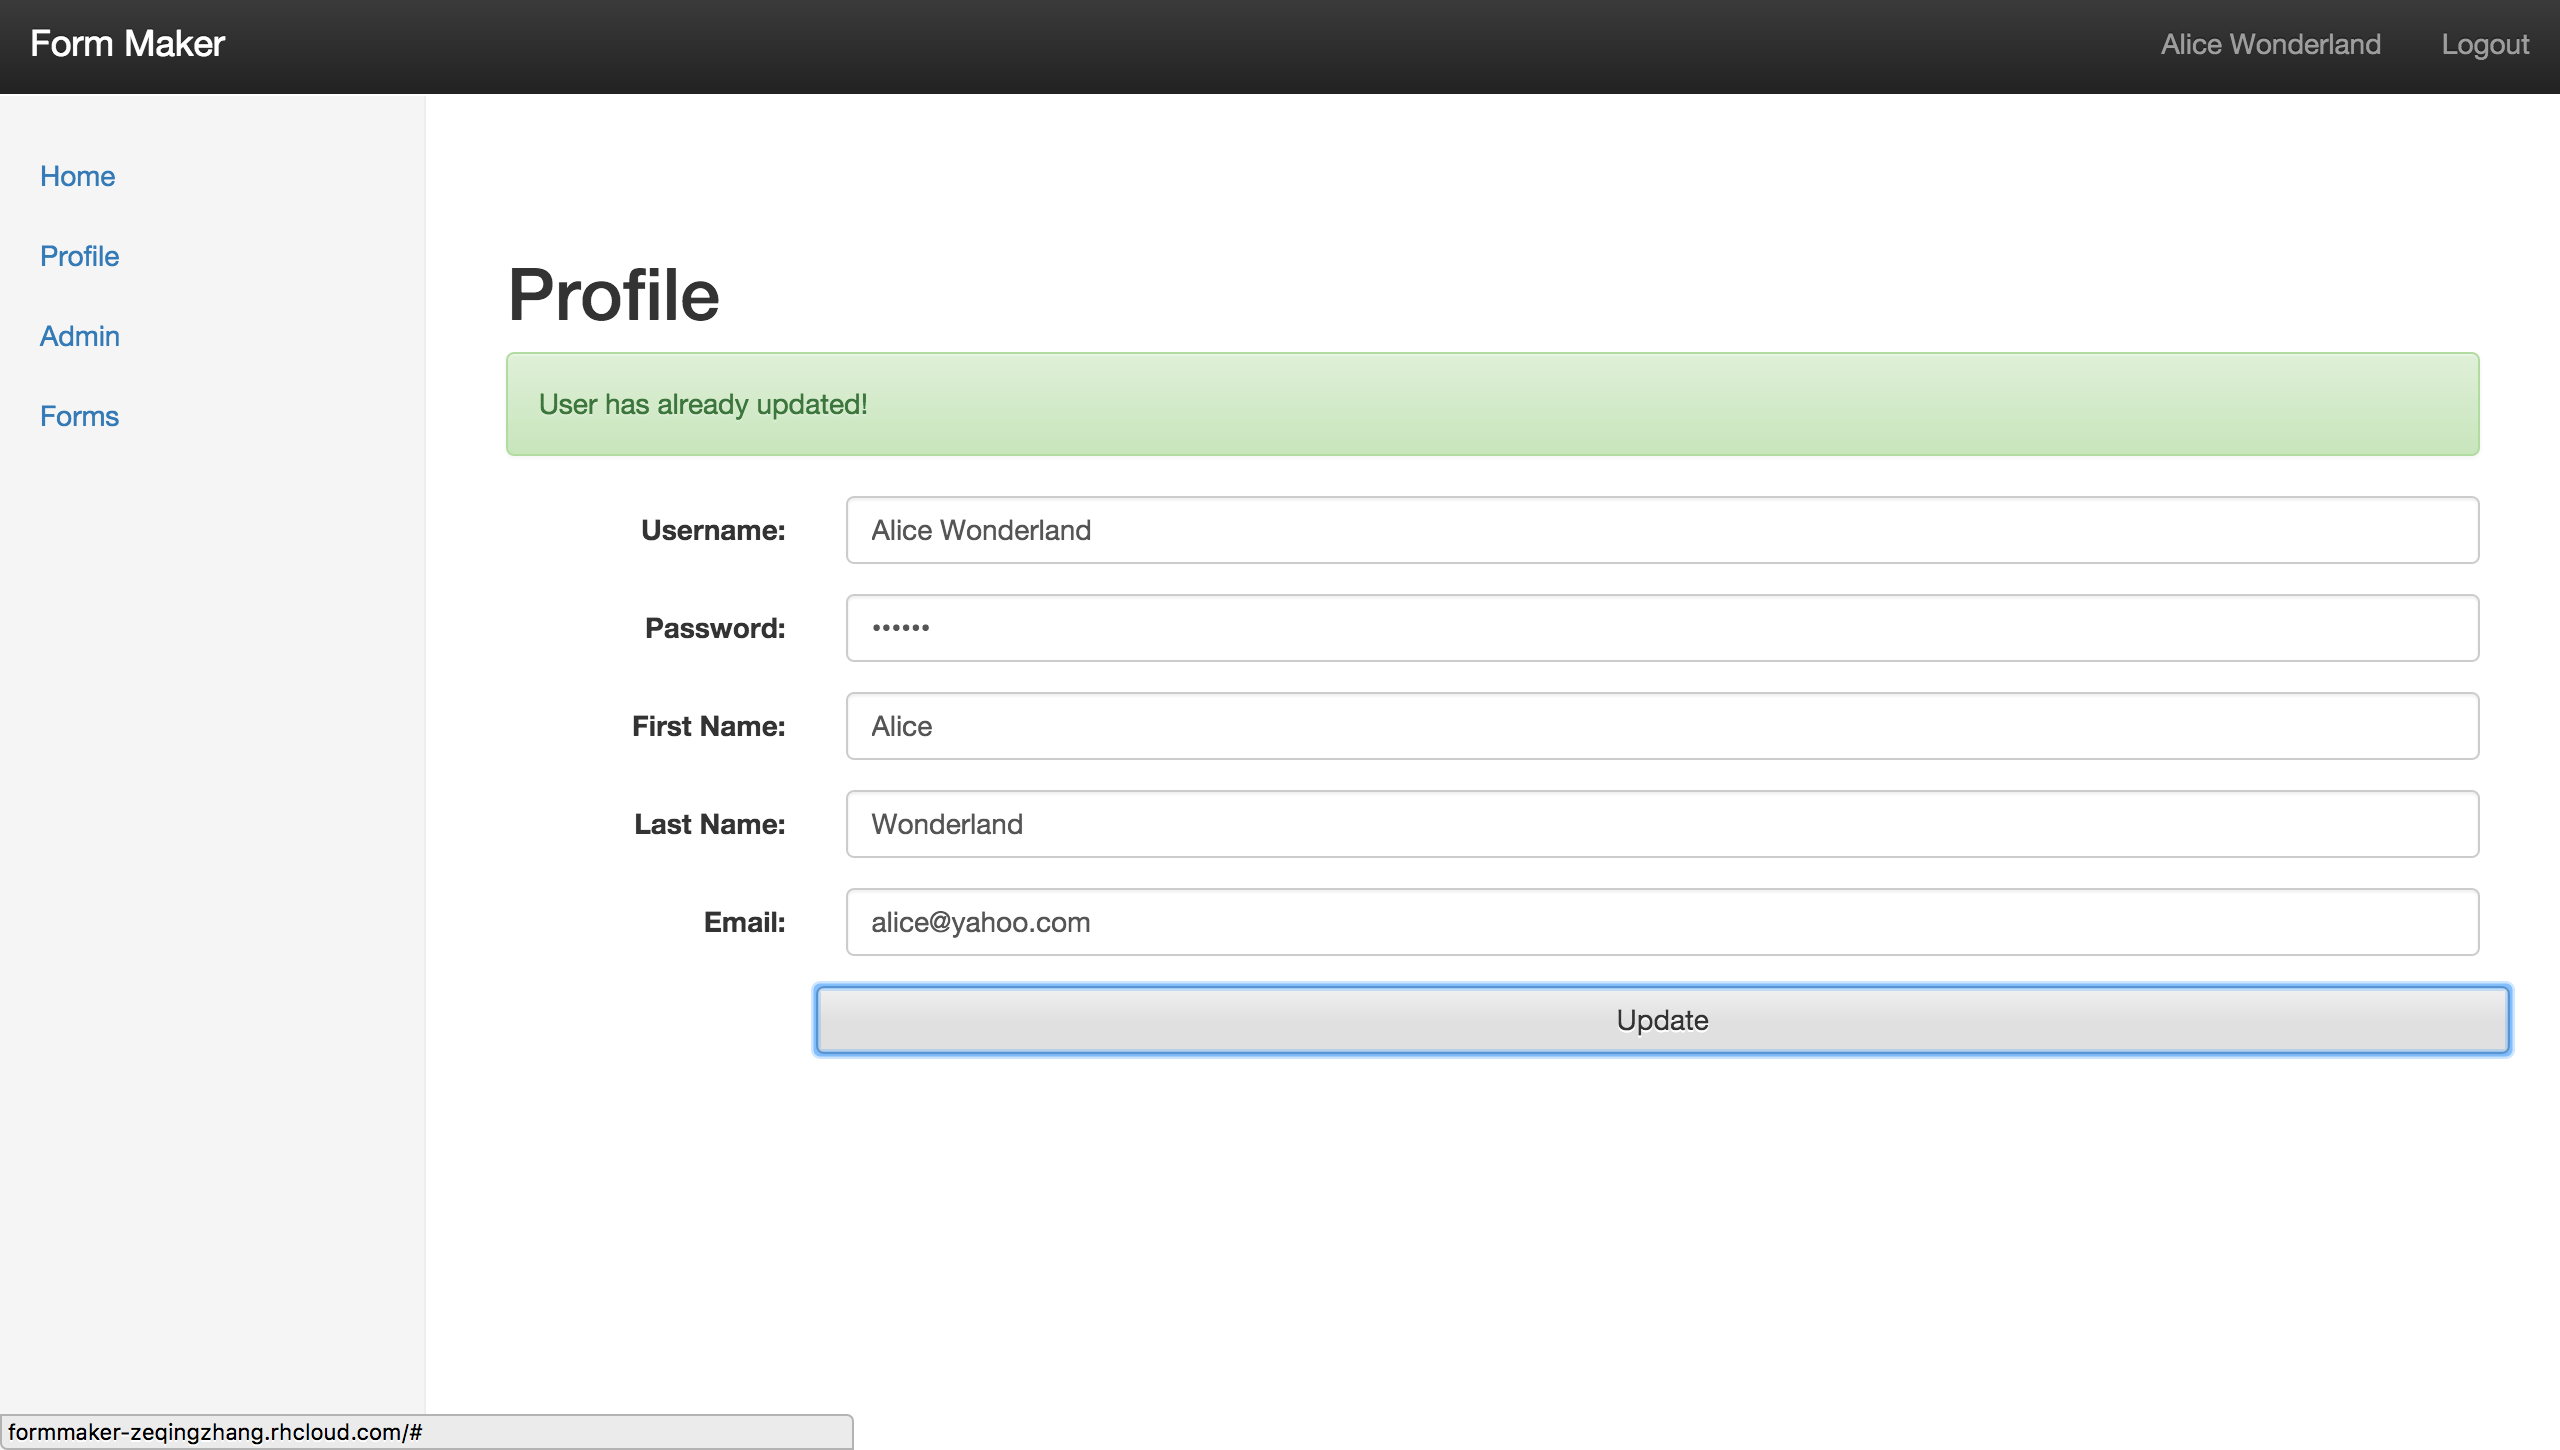 Form Maker Alice Wonderland Logout
Home
Profile
Admin
Forms
Profile
User has already updated!
Username: Alice Wonderland
Password: ••••••
First Name: Alice
Last Name: Wonderland
Email: alice@yahoo.com
Update
formmaker-zeqingzhang.rhcloud.com/#